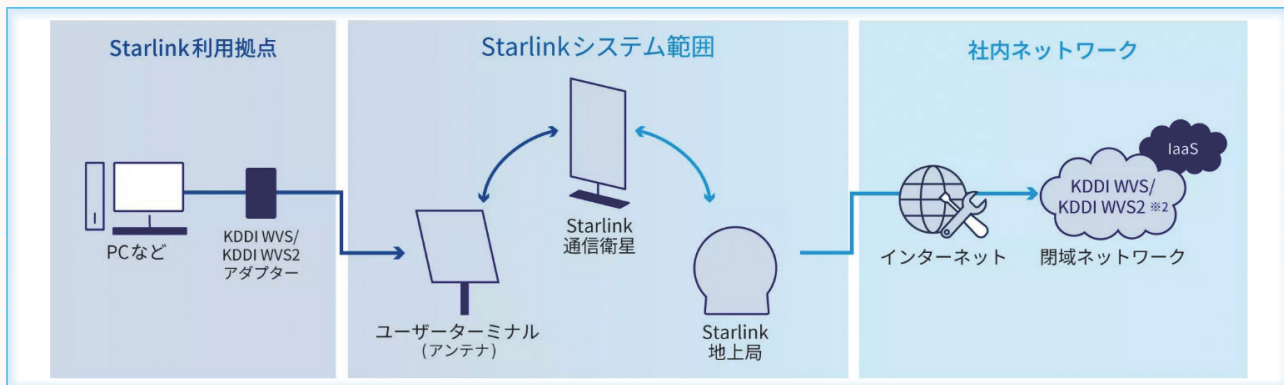 Starlink利用拠点
PCなど
KDDI WVS/
KDDI WVS2
アダプター
Starlinkシステム範囲
ユーザーターミナル
(アンテナ)
Starlink
通信衛星
Starlink
地上局
社内ネットワーク
インターネット
IaaS
KDDI WVS/
KDDI WVS2 ※2
閉域ネットワーク